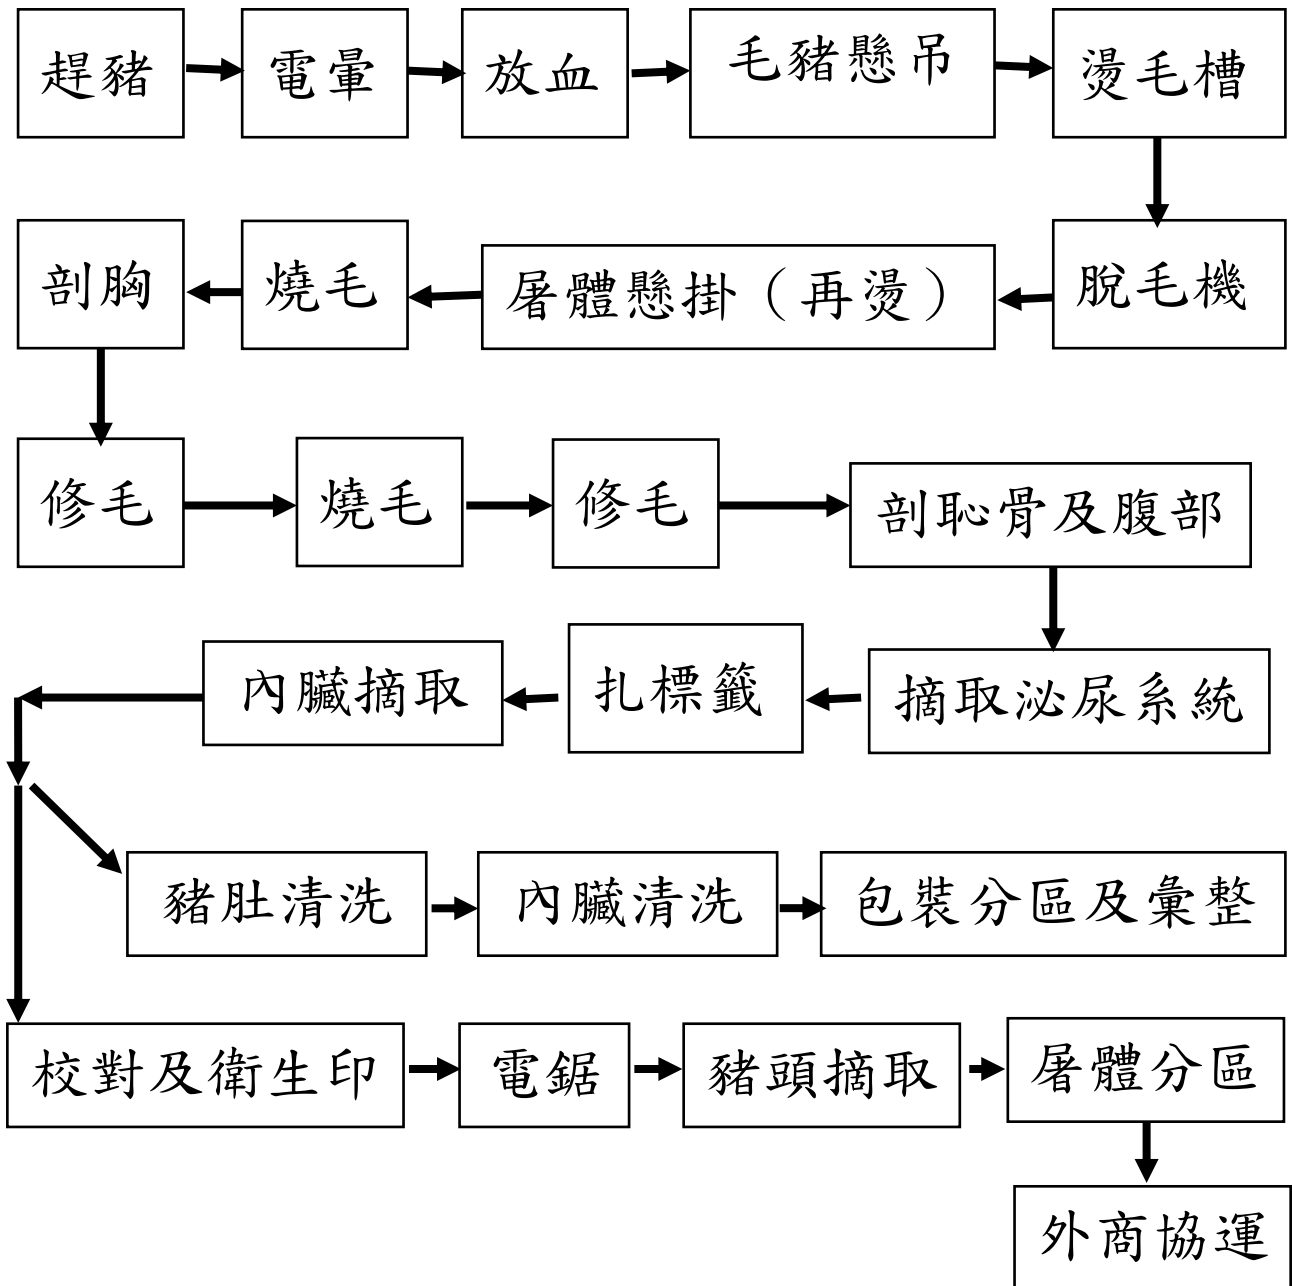 趕豬
電暈
放血
毛豬懸吊
燙毛槽
脫毛機
屠體懸掛（再燙）
燒毛
剖胸
修毛
燒毛
修毛
剖恥骨及腹部
摘取泌尿系統
扎標籤
內臟摘取
豬肚清洗
內臟清洗
包裝分區及彙整
校對及衛生印
電鋸
豬頭摘取
屠體分區
外商協運